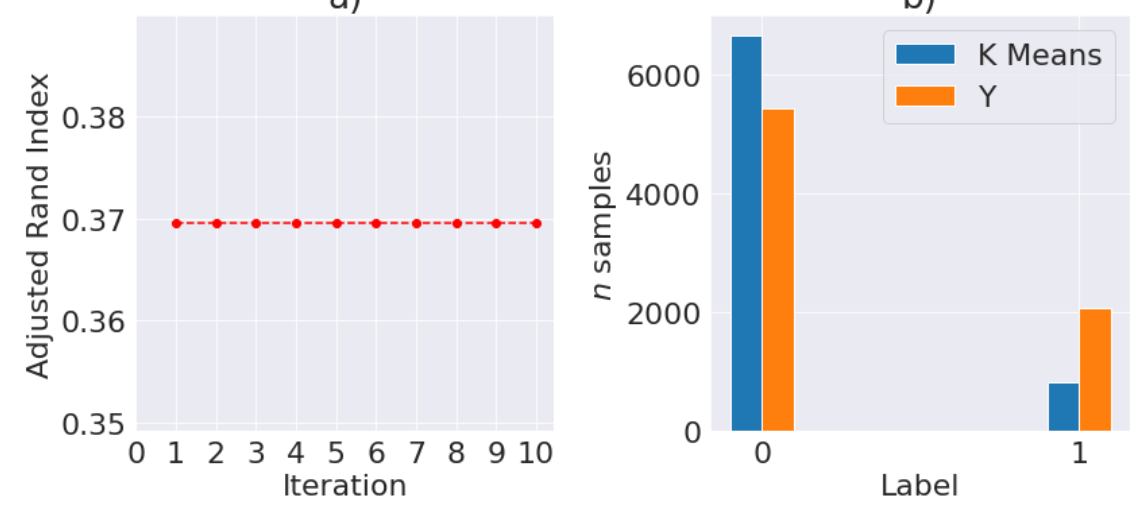 a)
0.38
0.37
0.36
0.35
Adjusted Rand Index
0 1 2 3 4 5 6 7 8 9 10
Iteration
b)
K Means
Y
6000
4000
2000
0
n samples
0 1
Label